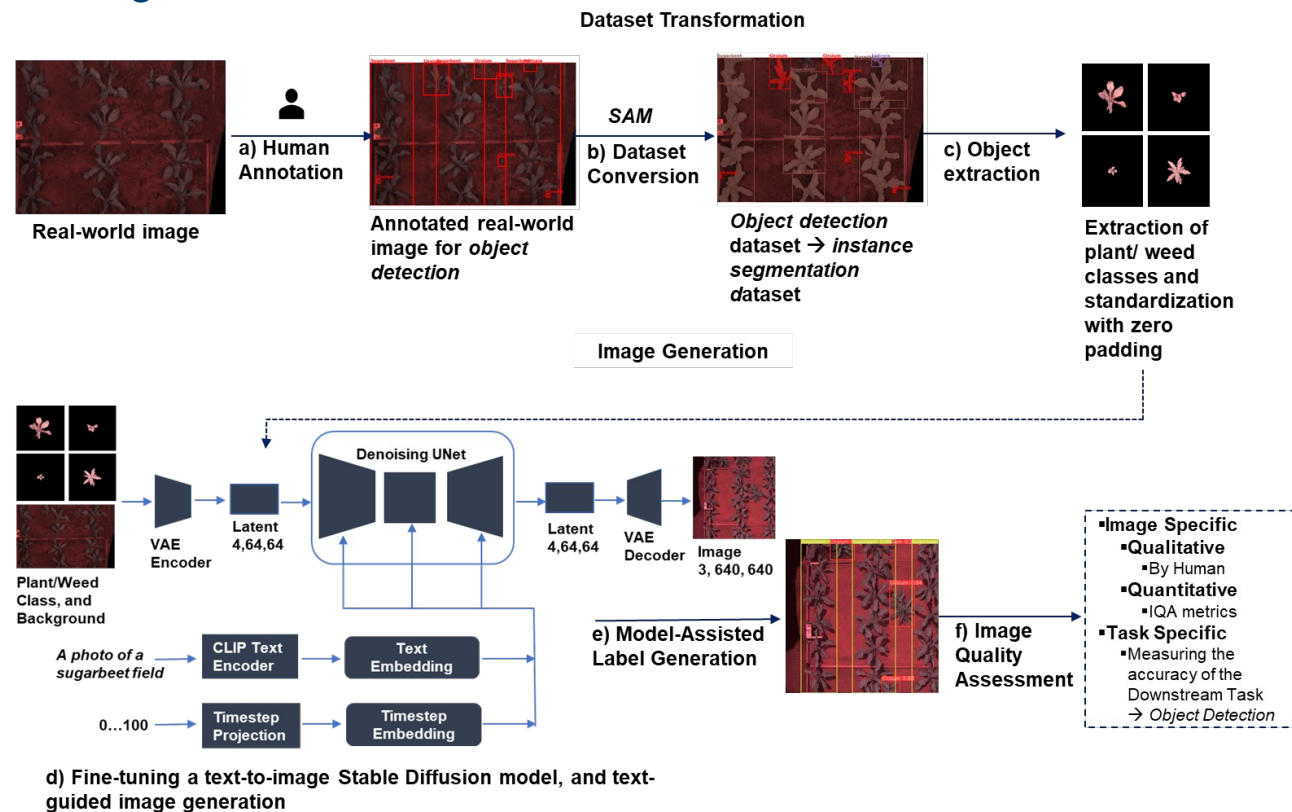 Dataset Transformation
a) Human
Annotation
SAM
b) Dataset
Conversion
c) Object
extraction
Real-world image
Annotated real-world
image for object
detection
Object detection
dataset → instance
segmentation
dataset
Extraction of
plant/ weed
classes and
standardization
with zero
padding
Image Generation
Denoising UNet
VAE
Encoder
Latent
4,64,64
Latent
4,64,64
VAE
Decoder
Image
3, 640, 640
Plant/Weed
Class, and
Background
A photo of a
sugarbeet field
CLIP Text
Encoder
Text
Embedding
0...100
Timestep
Projection
Timestep
Embedding
e) Model-Assisted
Label Generation
f) Image
Quality
Assessment
▪Image Specific
▪Qualitative
▪By Human
▪Quantitative
▪IQA metrics
▪Task Specific
▪Measuring the
accuracy of the
Downstream Task
→ Object Detection
d) Fine-tuning a text-to-image Stable Diffusion model, and text-
guided image generation